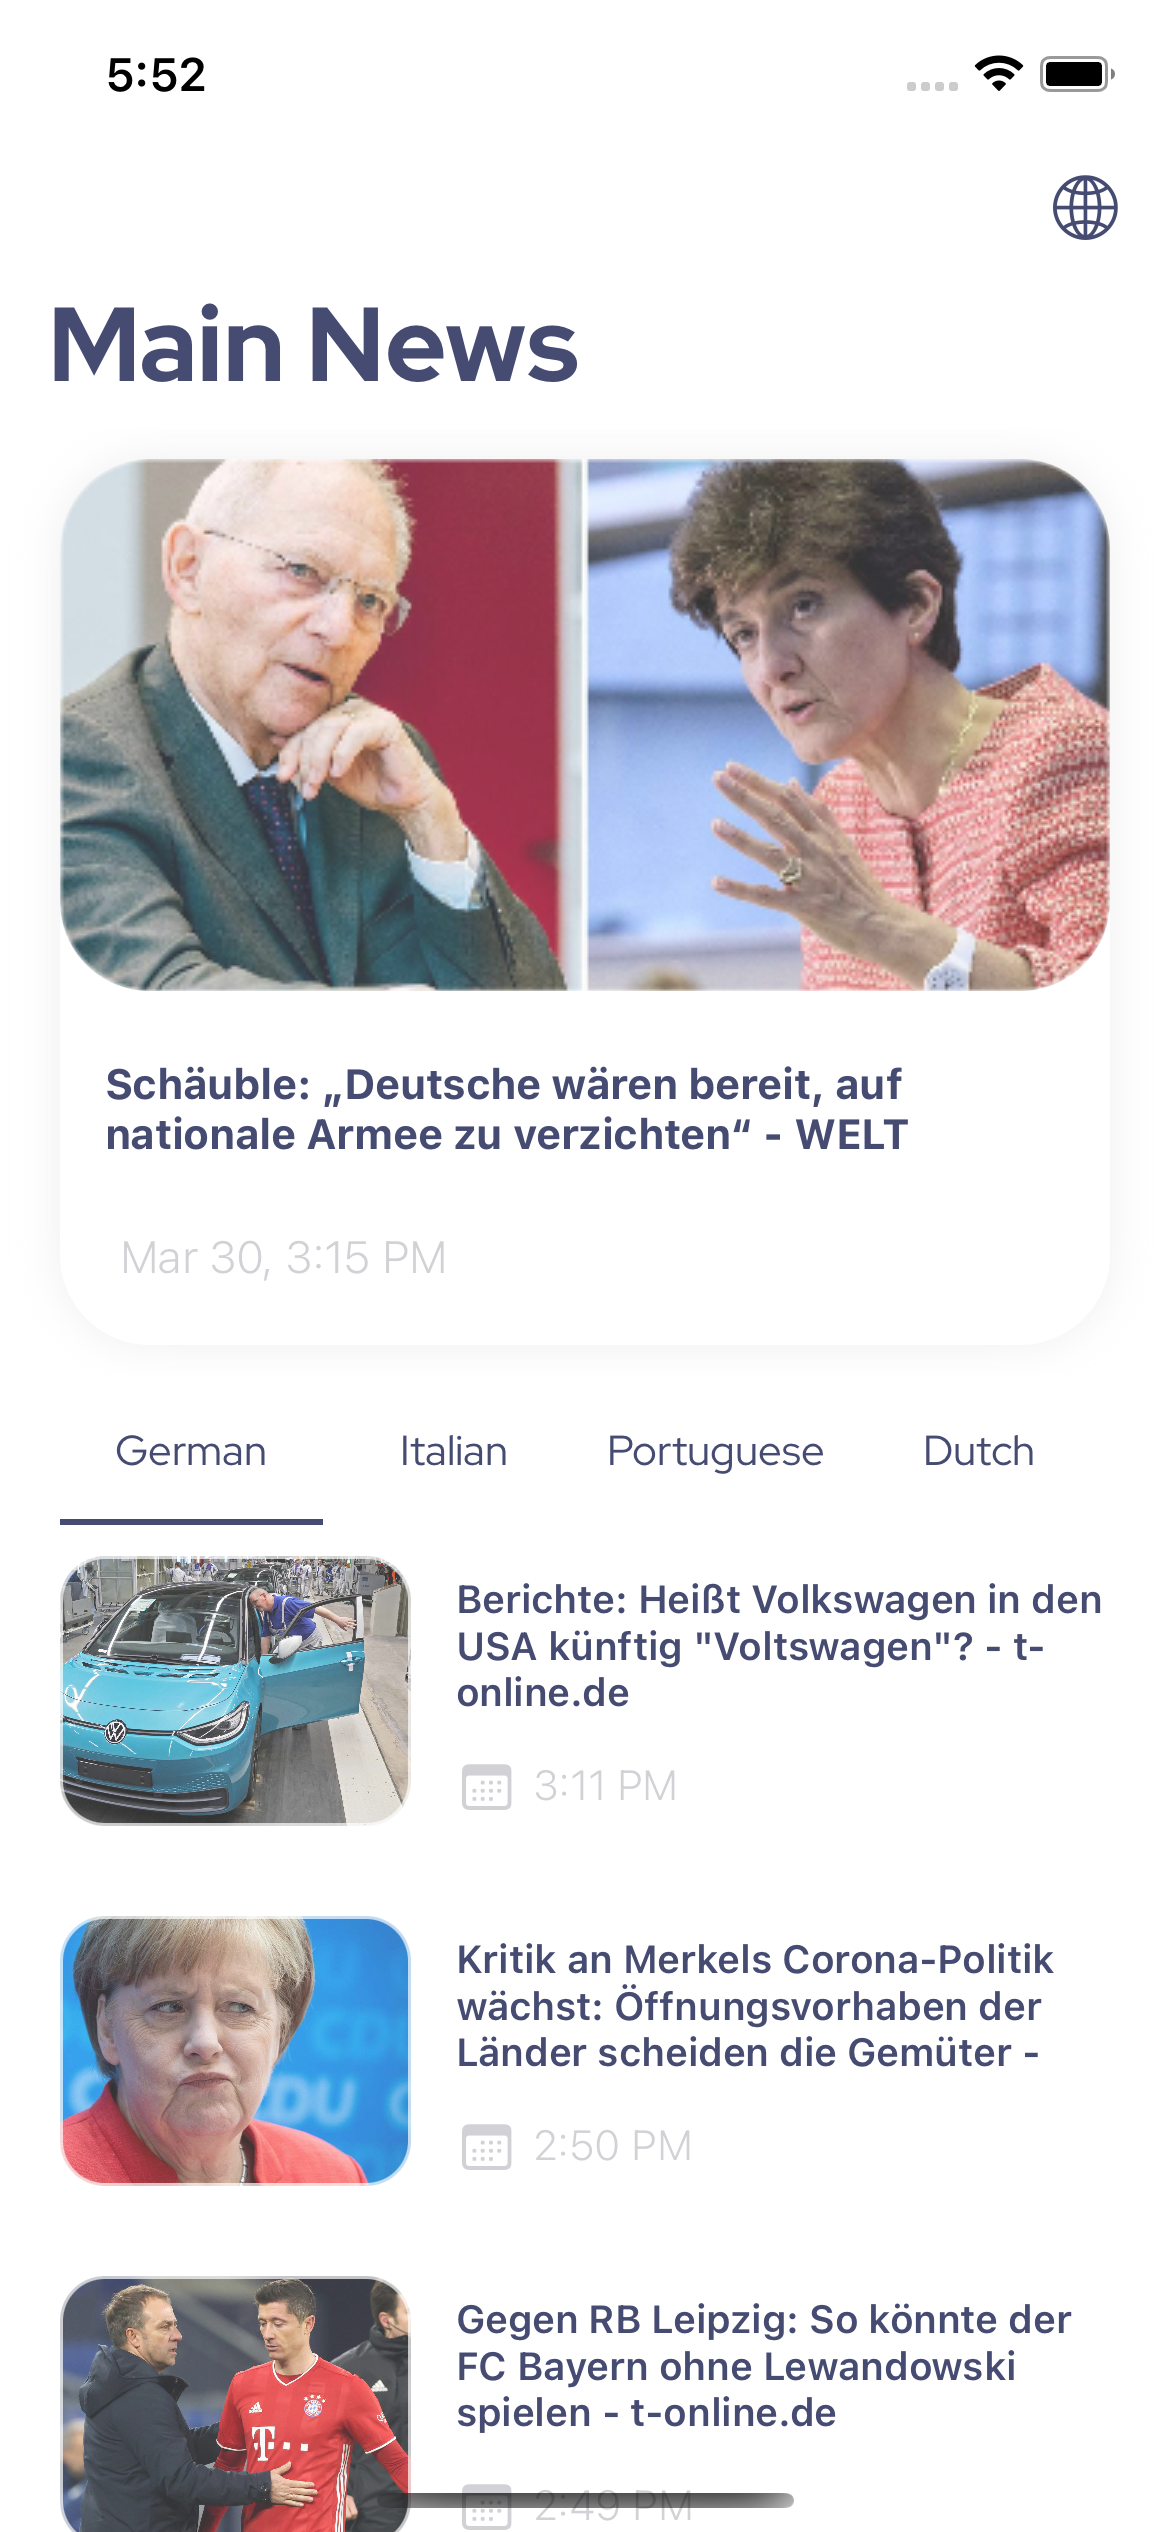 5:52
Main News
Schäuble: „Deutsche wären bereit, auf
nationale Armee zu verzichten“ - WELT
Mar 30, 3:15 PM
German
Italian
Portuguese
Dutch
Berichte: Heißt Volkswagen in den
USA künftig "Voltswagen"? - t-
online.de
3:11 PM
CDU
Kritik an Merkels Corona-Politik
wächst: Öffnungsvorhaben der
Länder scheiden die Gemüter -
2:50 PM
Gegen RB Leipzig: So könnte der
FC Bayern ohne Lewandowski
spielen - t-online.de
2:49 PM